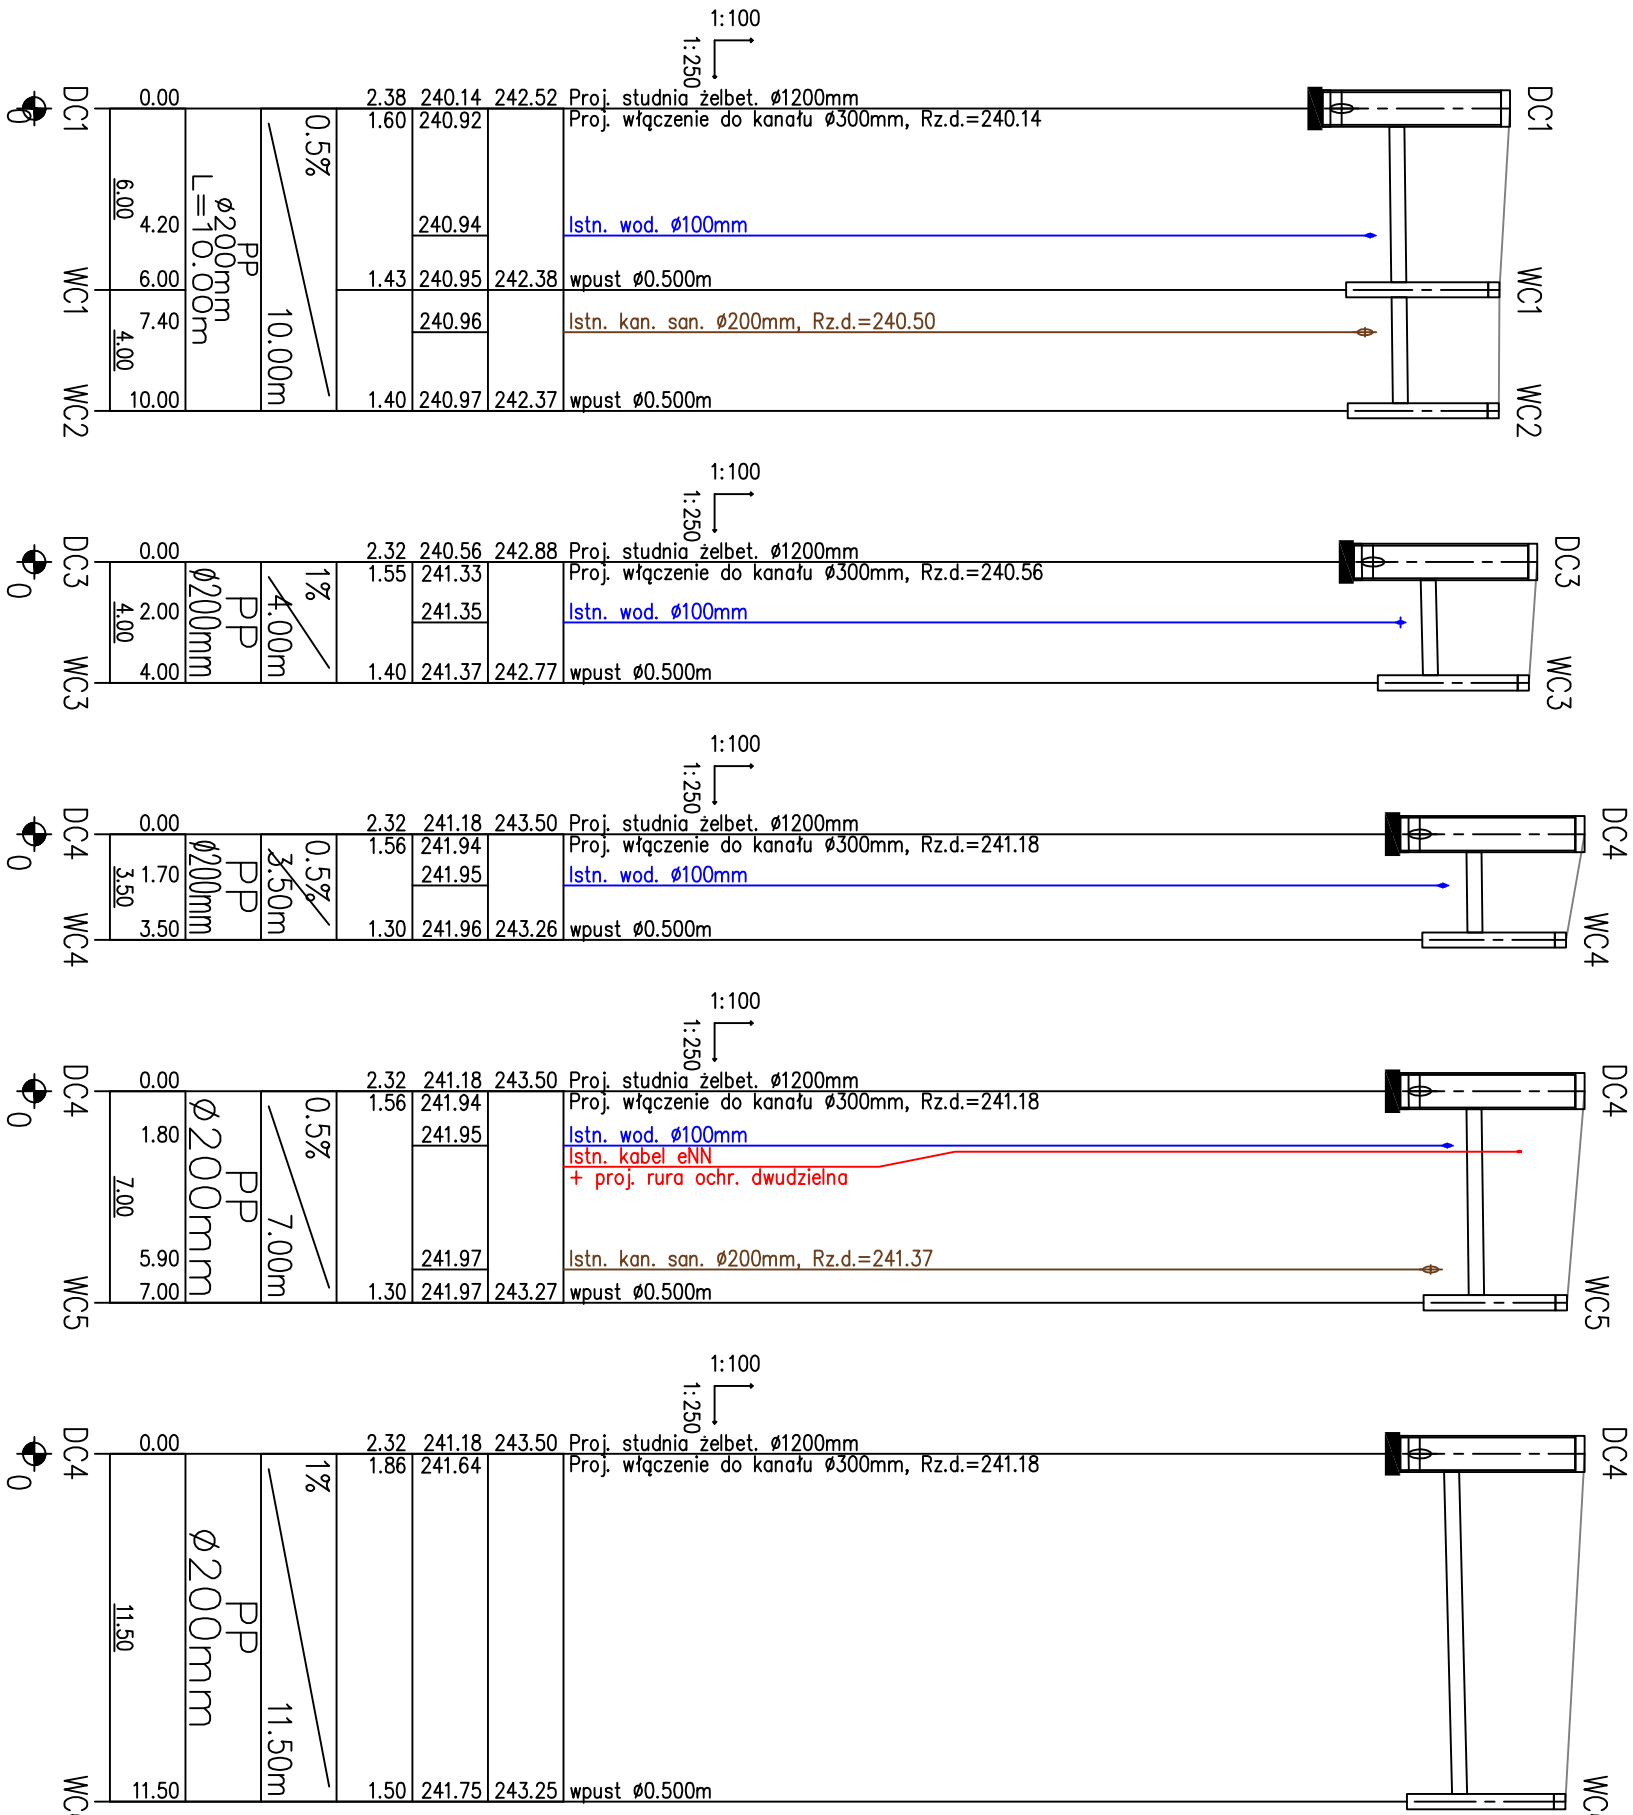 1:100
1:250
0.00 2.38 240.14 242.52 Proj. studnia żelbet. ø1200mm
1.60 240.92 Proj. włączenie do kanału ø300mm, Rz.d.=240.14
DC1
DC1
0
0.5%
10.00m
PP
ø200mm
L=10.00m
6.00
4.20 240.94 Istn. wod. ø100mm
6.00 1.43 240.95 242.38 wpust ø0.500m
WC1
WC1
7.40 240.96 Istn. kan. san. ø200mm, Rz.d.=240.50
4.00
10.00 1.40 240.97 242.37 wpust ø0.500m
WC2
WC2
1:100
1:250
0.00 2.32 240.56 242.88 Proj. studnia żelbet. ø1200mm
1.55 241.33 Proj. włączenie do kanału ø300mm, Rz.d.=240.56
DC3
DC3
0
1%
4.00m
PP
ø200mm
4.00
2.00 241.35 Istn. wod. ø100mm
4.00 1.40 241.37 242.77 wpust ø0.500m
WC3
WC3
1:100
1:250
0.00 2.32 241.18 243.50 Proj. studnia żelbet. ø1200mm
1.56 241.94 Proj. włączenie do kanału ø300mm, Rz.d.=241.18
DC4
DC4
0
0.5%
3.50m
PP
ø200mm
3.50
1.70 241.95 Istn. wod. ø100mm
3.50 1.30 241.96 243.26 wpust ø0.500m
WC4
WC4
1:100
1:250
0.00 2.32 241.18 243.50 Proj. studnia żelbet. ø1200mm
1.56 241.94 Proj. włączenie do kanału ø300mm, Rz.d.=241.18
DC4
DC4
0
0.5%
7.00m
PP
ø200mm
7.00
1.80 241.95 Istn. wod. ø100mm
Istn. kabel eNN
+ proj. rura ochr. dwudzielna
5.90 241.97 Istn. kan. san. ø200mm, Rz.d.=241.37
7.00 1.30 241.97 243.27 wpust ø0.500m
WC5
WC5
1:100
1:250
0.00 2.32 241.18 243.50 Proj. studnia żelbet. ø1200mm
1.86 241.64 Proj. włączenie do kanału ø300mm, Rz.d.=241.18
DC4
DC4
0
1%
11.50m
PP
ø200mm
11.50
11.50 1.50 241.75 243.25 wpust ø0.500m